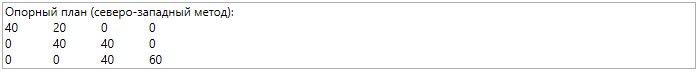 Опорный план (северо-западный метод):
40 20 0 0
0 40 40 0
0 0 40 60